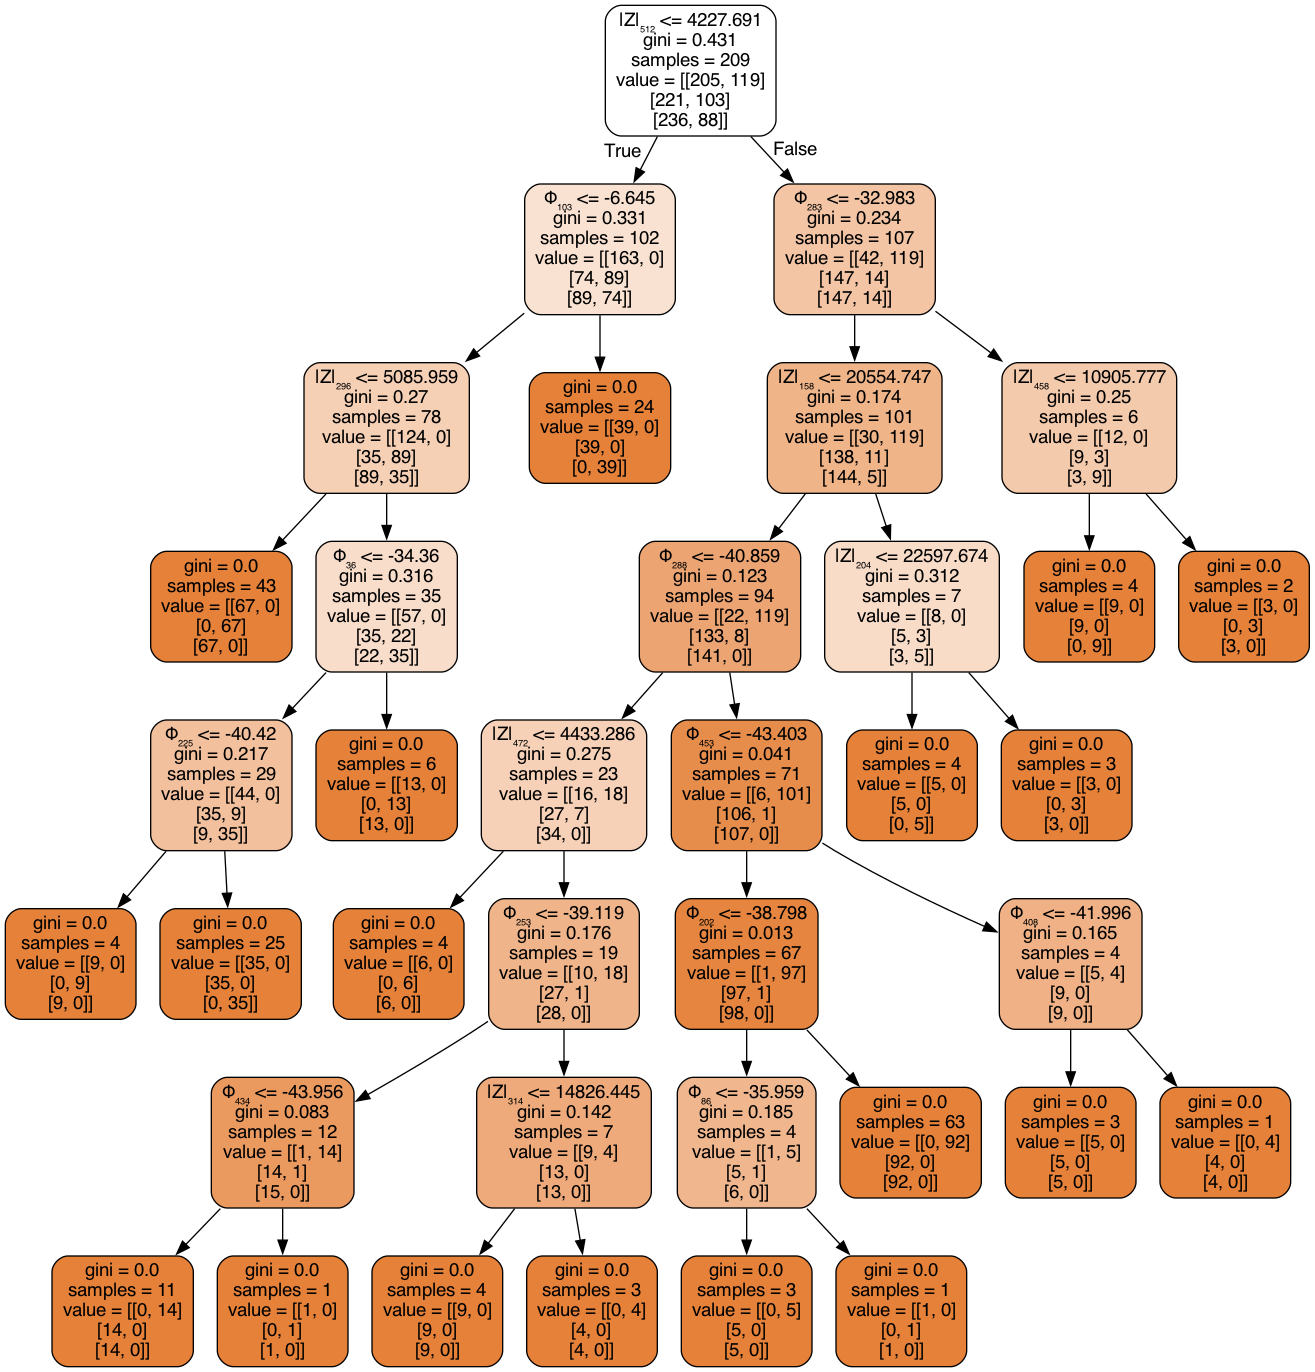 |Z|512 <= 4227.691
gini = 0.431
samples = 209
value = [[205, 119]
[221, 103]
[236, 88]]
True
False
Φ103 <= -6.645
gini = 0.331
samples = 102
value = [[163, 0]
[74, 89]
[89, 74]]
Φ283 <= -32.983
gini = 0.234
samples = 107
value = [[42, 119]
[147, 14]
[147, 14]]
|Z|296 <= 5085.959
gini = 0.27
samples = 78
value = [[124, 0]
[35, 89]
[89, 35]]
gini = 0.0
samples = 24
value = [[39, 0]
[39, 0]
[0, 39]]
|Z|158 <= 20554.747
gini = 0.174
samples = 101
value = [[30, 119]
[138, 11]
[144, 5]]
|Z|458 <= 10905.777
gini = 0.25
samples = 6
value = [[12, 0]
[9, 3]
[3, 9]]
gini = 0.0
samples = 43
value = [[67, 0]
[0, 67]
[67, 0]]
Φ36 <= -34.36
gini = 0.316
samples = 35
value = [[57, 0]
[35, 22]
[22, 35]]
Φ288 <= -40.859
gini = 0.123
samples = 94
value = [[22, 119]
[133, 8]
[141, 0]]
|Z|204 <= 22597.674
gini = 0.312
samples = 7
value = [[8, 0]
[5, 3]
[3, 5]]
gini = 0.0
samples = 4
value = [[9, 0]
[9, 0]
[0, 9]]
gini = 0.0
samples = 2
value = [[3, 0]
[0, 3]
[3, 0]]
Φ225 <= -40.42
gini = 0.217
samples = 29
value = [[44, 0]
[35, 9]
[9, 35]]
gini = 0.0
samples = 6
value = [[13, 0]
[0, 13]
[13, 0]]
|Z|472 <= 4433.286
gini = 0.275
samples = 23
value = [[16, 18]
[27, 7]
[34, 0]]
Φ453 <= -43.403
gini = 0.041
samples = 71
value = [[6, 101]
[106, 1]
[107, 0]]
gini = 0.0
samples = 4
value = [[5, 0]
[5, 0]
[0, 5]]
gini = 0.0
samples = 3
value = [[3, 0]
[0, 3]
[3, 0]]
gini = 0.0
samples = 4
value = [[9, 0]
[0, 9]
[9, 0]]
gini = 0.0
samples = 25
value = [[35, 0]
[35, 0]
[0, 35]]
gini = 0.0
samples = 4
value = [[6, 0]
[0, 6]
[6, 0]]
Φ253 <= -39.119
gini = 0.176
samples = 19
value = [[10, 18]
[27, 1]
[28, 0]]
Φ202 <= -38.798
gini = 0.013
samples = 67
value = [[1, 97]
[97, 1]
[98, 0]]
Φ408 <= -41.996
gini = 0.165
samples = 4
value = [[5, 4]
[9, 0]
[9, 0]]
Φ434 <= -43.956
gini = 0.083
samples = 12
value = [[1, 14]
[14, 1]
[15, 0]]
|Z|314 <= 14826.445
gini = 0.142
samples = 7
value = [[9, 4]
[13, 0]
[13, 0]]
Φ86 <= -35.959
gini = 0.185
samples = 4
value = [[1, 5]
[5, 1]
[6, 0]]
gini = 0.0
samples = 63
value = [[0, 92]
[92, 0]
[92, 0]]
gini = 0.0
samples = 3
value = [[5, 0]
[5, 0]
[5, 0]]
gini = 0.0
samples = 1
value = [[0, 4]
[4, 0]
[4, 0]]
gini = 0.0
samples = 11
value = [[0, 14]
[14, 0]
[14, 0]]
gini = 0.0
samples = 1
value = [[1, 0]
[0, 1]
[1, 0]]
gini = 0.0
samples = 4
value = [[9, 0]
[9, 0]
[9, 0]]
gini = 0.0
samples = 3
value = [[0, 4]
[4, 0]
[4, 0]]
gini = 0.0
samples = 3
value = [[0, 5]
[5, 0]
[5, 0]]
gini = 0.0
samples = 1
value = [[1, 0]
[0, 1]
[1, 0]]